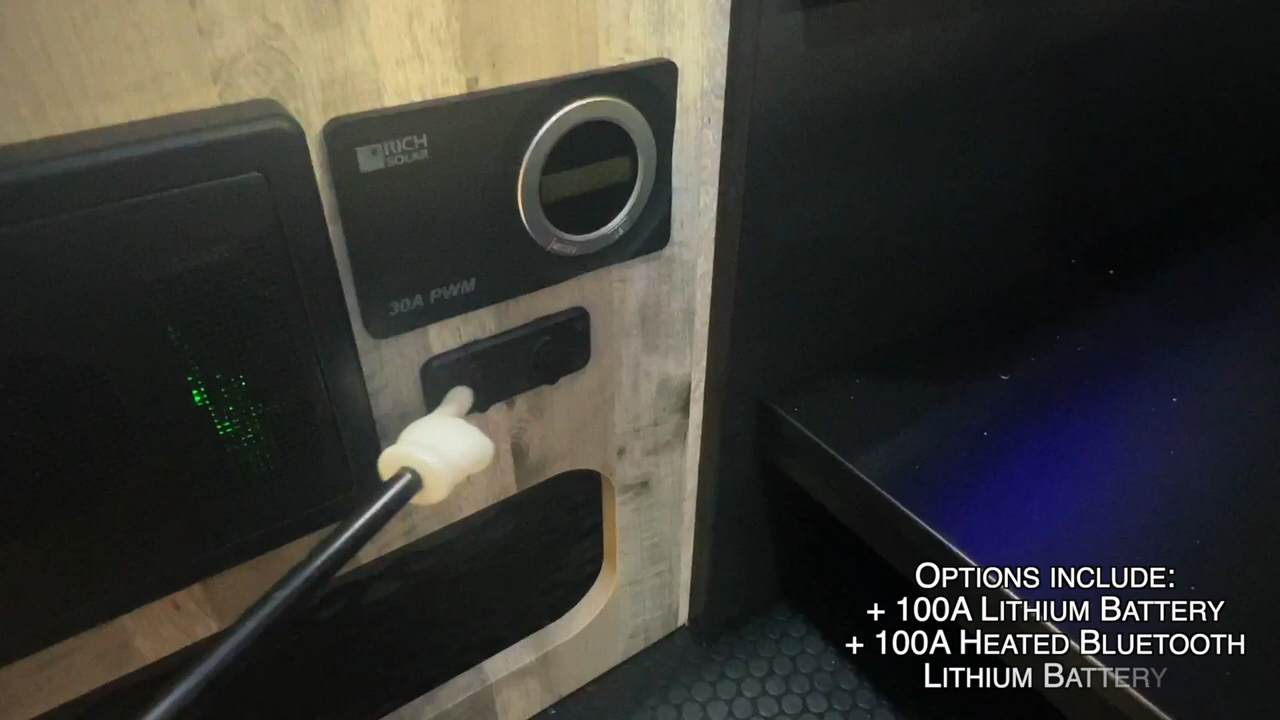 RICH
SOLAR
30A PWM
OPTIONS INCLUDE:
+ 100A LITHIUM BATTERY
+ 100A HEATED BLUETOOTH
LITHIUM BATTERY